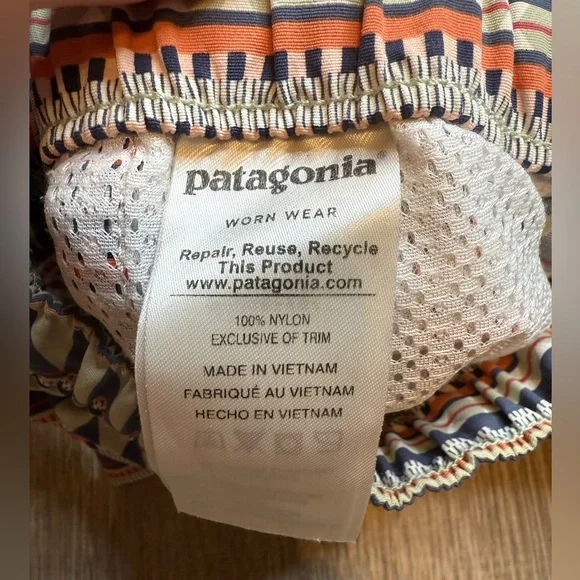 patagonia®
WORN WEAR
Repair, Reuse, Recycle
This Product
www.patagonia.com
100% NYLON
EXCLUSIVE OF TRIM
MADE IN VIETNAM
FABRIQUÉ AU VIETNAM
HECHO EN VIETNAM